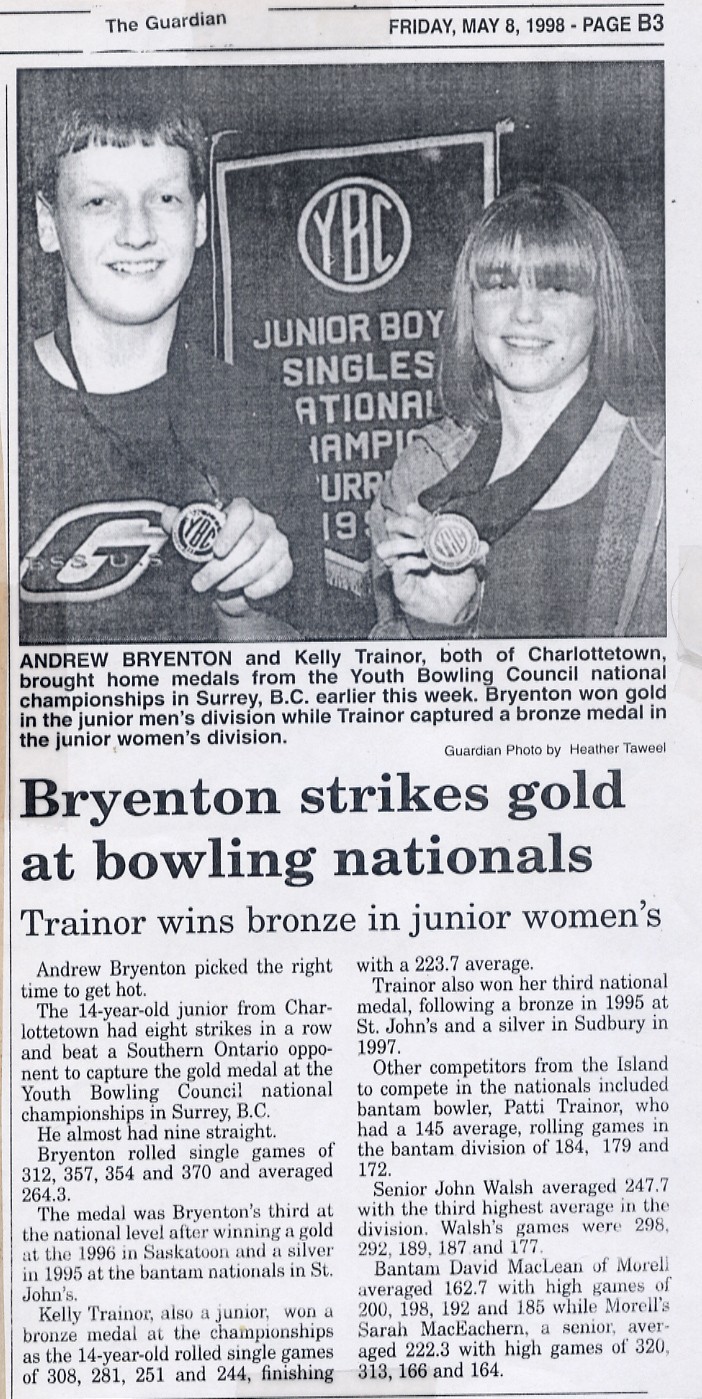 The Guardian
FRIDAY, MAY 8, 1998 - PAGE B3
YBC
JUNIOR BOY
SINGLES
ATIONAL
AMPIO
URR
19
YBC
ANDREW BRYENTON and Kelly Trainor, both of Charlottetown,
brought home medals from the Youth Bowling Council national
championships in Surrey, B.C. earlier this week. Bryenton won gold
in the junior men's division while Trainor captured a bronze medal in
the junior women's division.
Guardian Photo by Heather Taweel
Bryenton strikes gold
at bowling nationals
Trainor wins bronze in junior women's
Andrew Bryenton picked the right
time to get hot.
The 14-year-old junior from Char-
lottetown had eight strikes in a row
and beat a Southern Ontario oppo-
nent to capture the gold medal at the
Youth Bowling Council national
championships in Surrey, B.C.
He almost had nine straight.
Bryenton rolled single games of
312, 357, 354 and 370 and averaged
264.3.
The medal was Bryenton's third at
the national level after winning a gold
at the 1996 in Saskatoon and a silver
in 1995 at the bantam nationals in St.
John's.
Kelly Trainor, also a junior, won a
bronze medal at the championships
as the 14-year-old rolled single games
of 308, 281, 251 and 244, finishing
with a 223.7 average.
Trainor also won her third national
medal, following a bronze in 1995 at
St. John's and a silver in Sudbury in
1997.
Other competitors from the Island
to compete in the nationals included
bantam bowler, Patti Trainor, who
had a 145 average, rolling games in
the bantam division of 184, 179 and
172.
Senior John Walsh averaged 247.7
with the third highest average in the
division. Walsh's games were 298,
292, 189, 187 and 177.
Bantam David MacLean of Morell
averaged 162.7 with high games of
200, 198, 192 and 185 while Morell's
Sarah MacEachern, a senior, aver-
aged 222.3 with high games of 320,
313, 166 and 164.